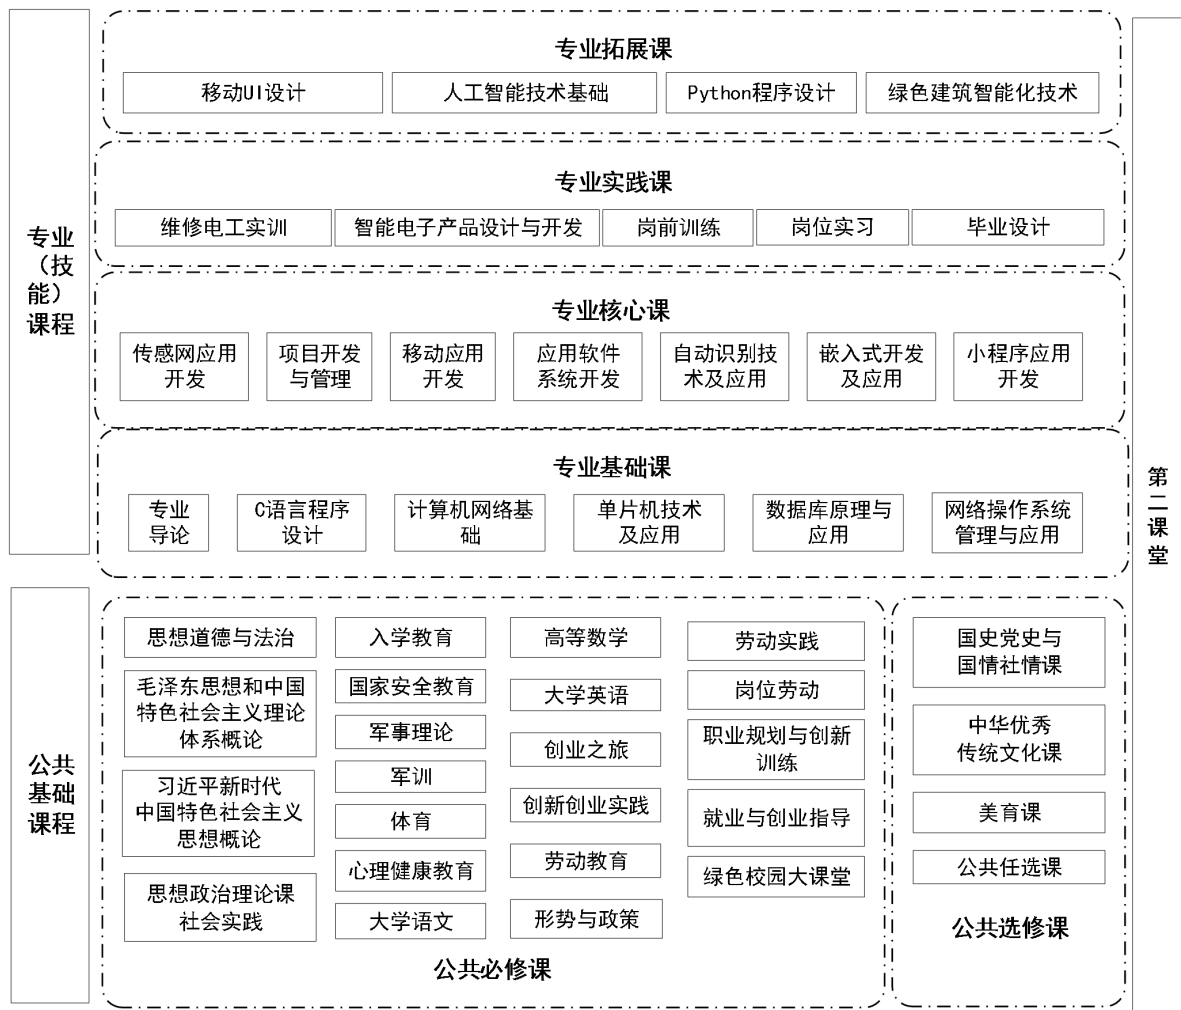 专业拓展课
移动UI设计
人工智能技术基础
Python程序设计
绿色建筑智能化技术
专业实践课
维修电工实训
智能电子产品设计与开发
岗前训练
岗位实习
毕业设计
专业
（技
能）
课程
专业核心课
传感网应用
开发
项目开发
与管理
移动应用
开发
应用软件
系统开发
自动识别技
术及应用
嵌入式开发
及应用
小程序应用
开发
专业基础课
专业
导论
C语言程序
设计
计算机网络基
础
单片机技术
及应用
数据库原理与
应用
网络操作系统
管理与应用
第
二
课
堂
公共
基础
课程
思想道德与法治
毛泽东思想和中国
特色社会主义理论
体系概论
习近平新时代
中国特色社会主义
思想概论
思想政治理论课
社会实践
入学教育
国家安全教育
军事理论
军训
体育
心理健康教育
大学语文
高等数学
大学英语
创业之旅
创新创业实践
劳动教育
形势与政策
劳动实践
岗位劳动
职业规划与创新
训练
就业与创业指导
绿色校园大课堂
公共必修课
国史党史与
国情社情课
中华优秀
传统文化课
美育课
公共任选课
公共选修课